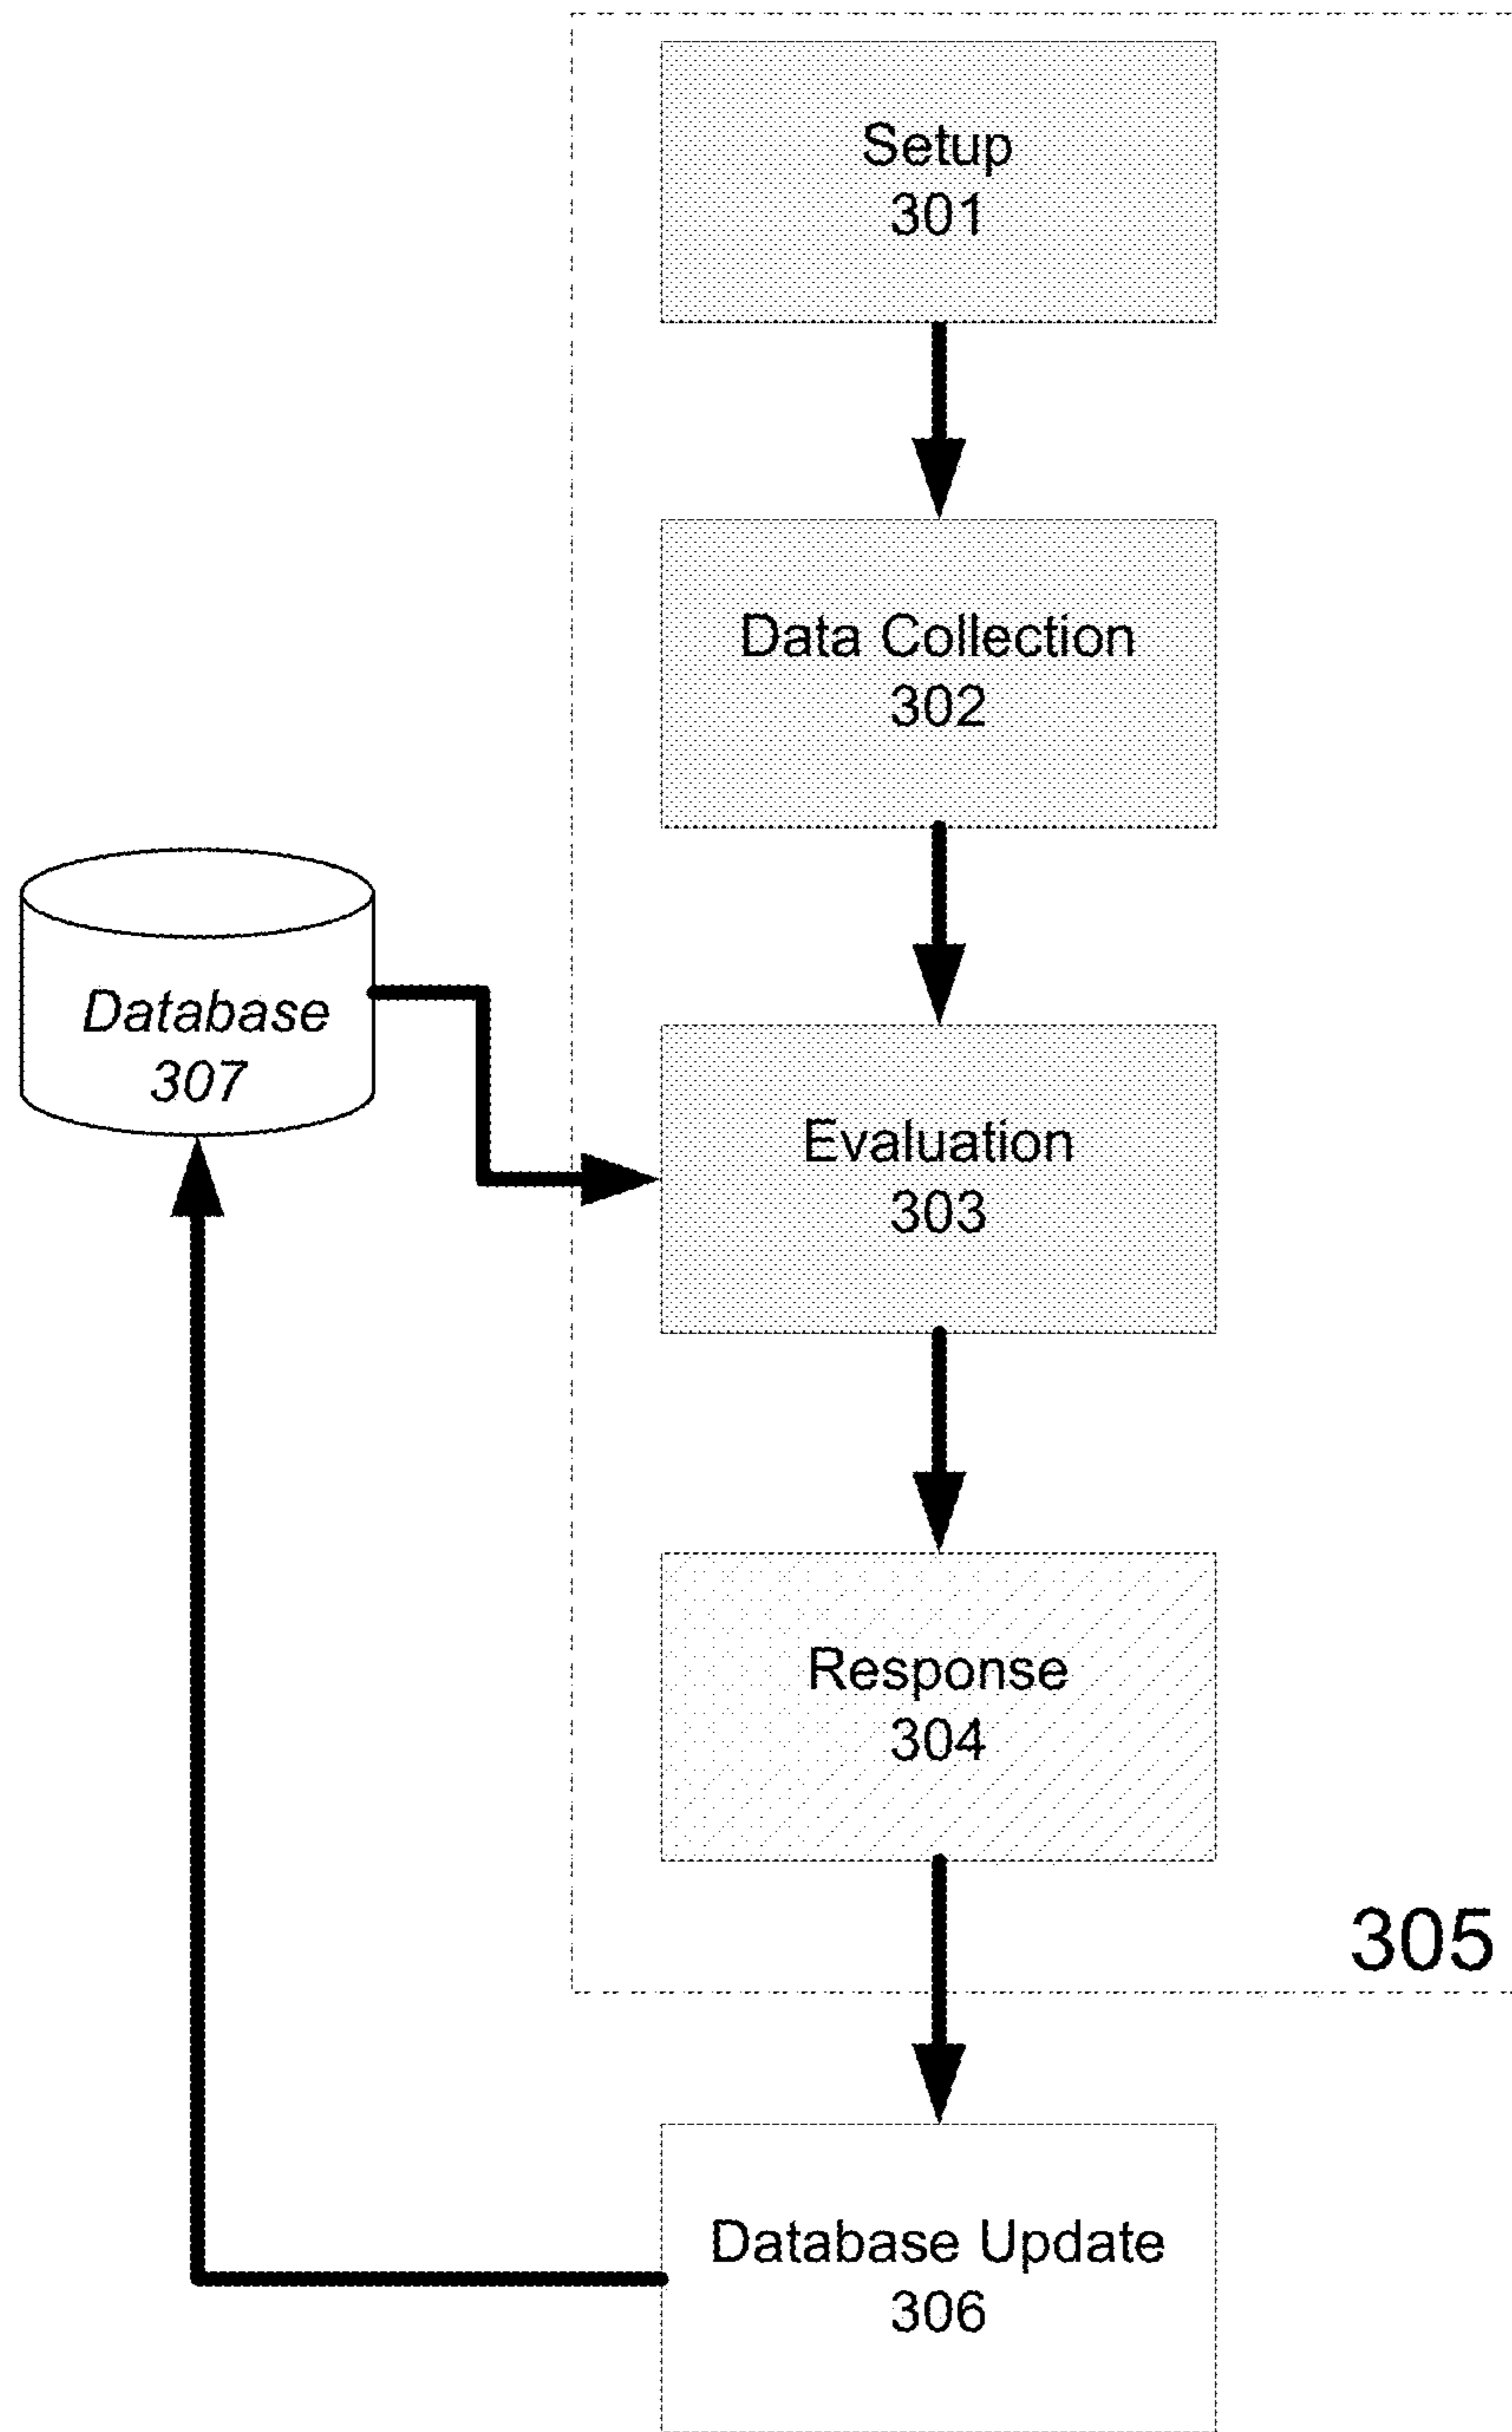 Setup
301
Data Collection
302
Database
307
Evaluation
303
Response
304
305
Database Update
306